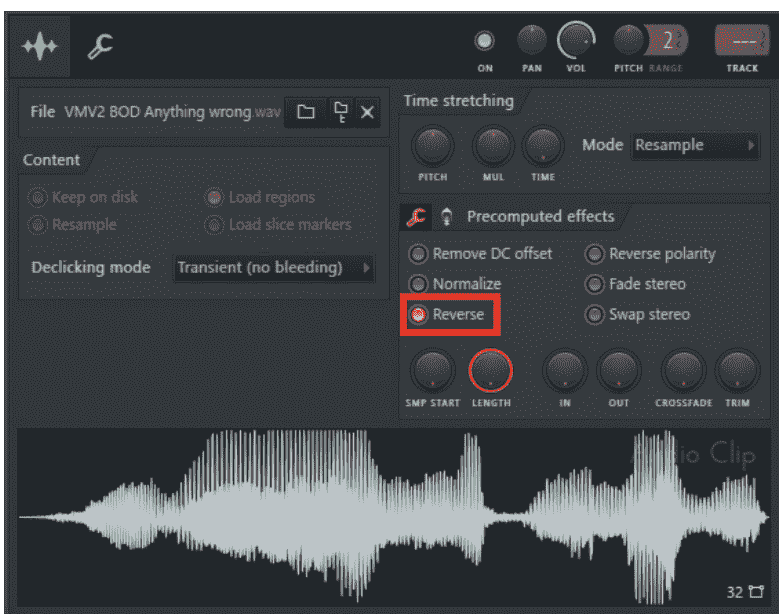 2
ON PAN VOL PITCH RANGE TRACK
---
File VMV2 BOD Anything wrong.wav
Content
Keep on disk
Load regions
Resample
Load slice markers
Declicking mode Transient (no bleeding)
Time stretching
PITCH MUL TIME
Mode Resample
Precomputed effects
Remove DC offset
Reverse polarity
Normalize
Fade stereo
Reverse
Swap stereo
SMP START LENGTH IN OUT CROSSFADE TRIM
Audio Clip
32